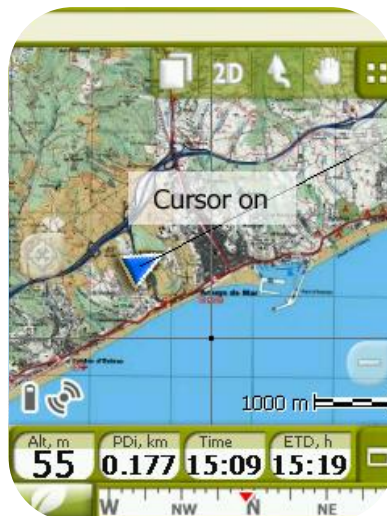 2D
Cursor on
1000 m
Alt, m PDi, km Time ETD, h
55 0.177 15:09 15:19
W NW N NE